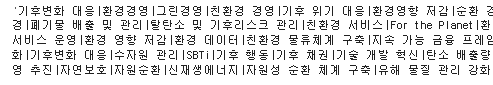 '기후변화 대응|환경경영|그린경영|친환경 경영|기후 위기 대응|환경영향 저감|순환 경
경|폐기물 배출 및 관리|탈탄소 및 기후리스크 관리|친환경 서비스|For the Planet|환
서비스 운영|환경 영향 저감|환경 데이터|친환경 물류체계 구축|지속 가능 금융 프레임
화|기후변화 대응|수자원 관리|SBTi|기후 행동|기후 채권|기술 개발 혁신|탄소 배출량
영 추진|자연보호|자원순환|신재생에너지|자원성 순환 체계 구축|유해 물질 관리 강화